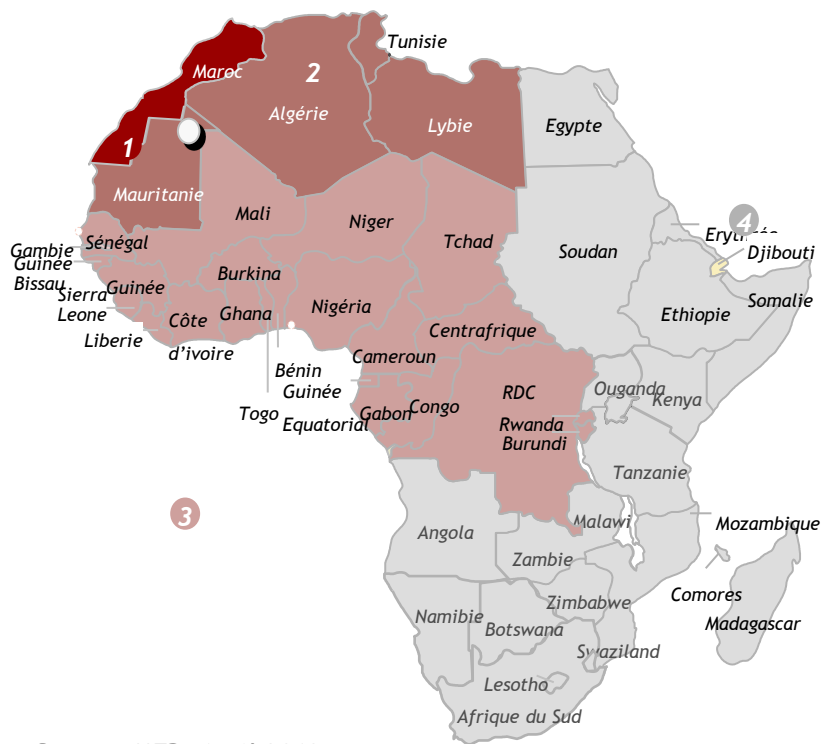 Tunisie
Maroc
2
Algérie
Lybie
Egypte
1
Mauritanie
Mali
Niger
Tchad
Soudan
4
Sénégal
Gambie
Guinée
Bissau
Guinée
Sierra
Leone
Liberie
Côte
d'ivoire
Burkina
Ghana
Nigéria
Bénin
Togo
Guinée
Equatorial
Cameroun
Centrafrique
Djibouti
Ethiopie
Somalie
Gabon
Congo
RDC
Ouganda
Kenya
Rwanda
Burundi
Tanzanie
3
Angola
Malawi
Zambie
Mozambique
Comores
Madagascar
Zimbabwe
Namibie
Botswana
Swaziland
Lesotho
Afrique du Sud